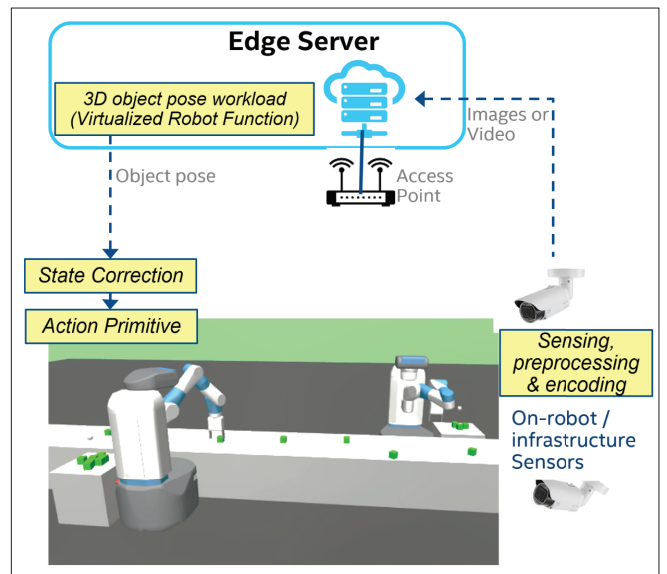 Edge Server
3D object pose workload
(Virtualized Robot Function)
Images or
Video
Object pose
Access
Point
State Correction
Action Primitive
Sensing,
preprocessing
& encoding
On-robot /
infrastructure
Sensors